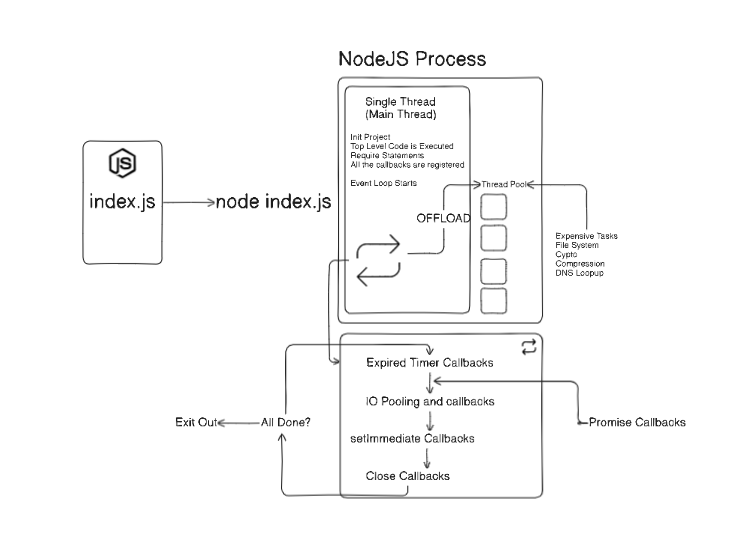 NodeJS Process
Single Thread
(Main Thread)
Init Project
Top Level Code is Executed
Require Statements
All the callbacks are registered
Event Loop Starts
Thread Pool
OFFLOAD
JS
index.js
node index.js
Expensive Tasks
File System
Cypto
Compression
DNS Loopup
Expired Timer Callbacks
IO Pooling and callbacks
setImmediate Callbacks
Close Callbacks
Exit Out
All Done?
Promise Callbacks